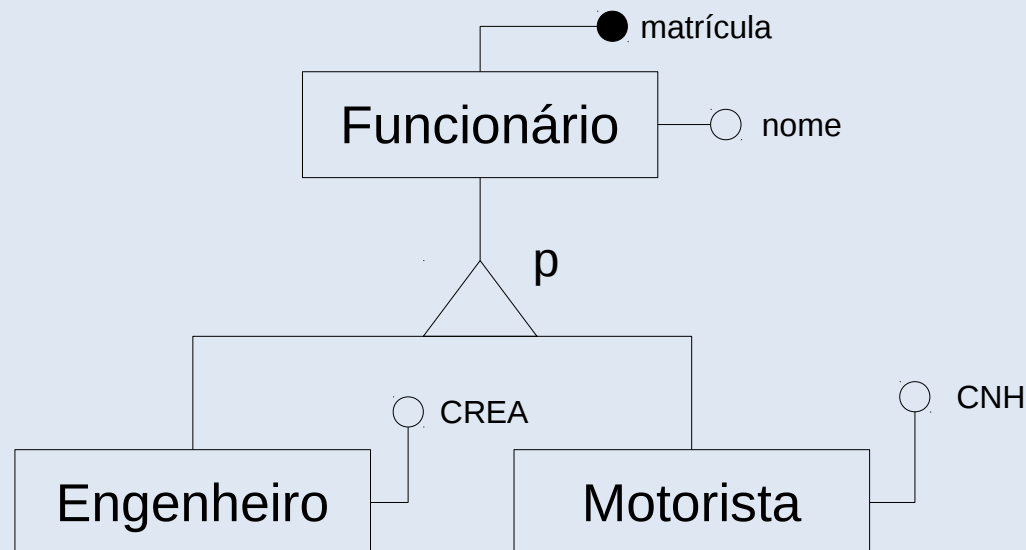 matrícula
Funcionário
nome
p
CREA
CNH
Engenheiro
Motorista